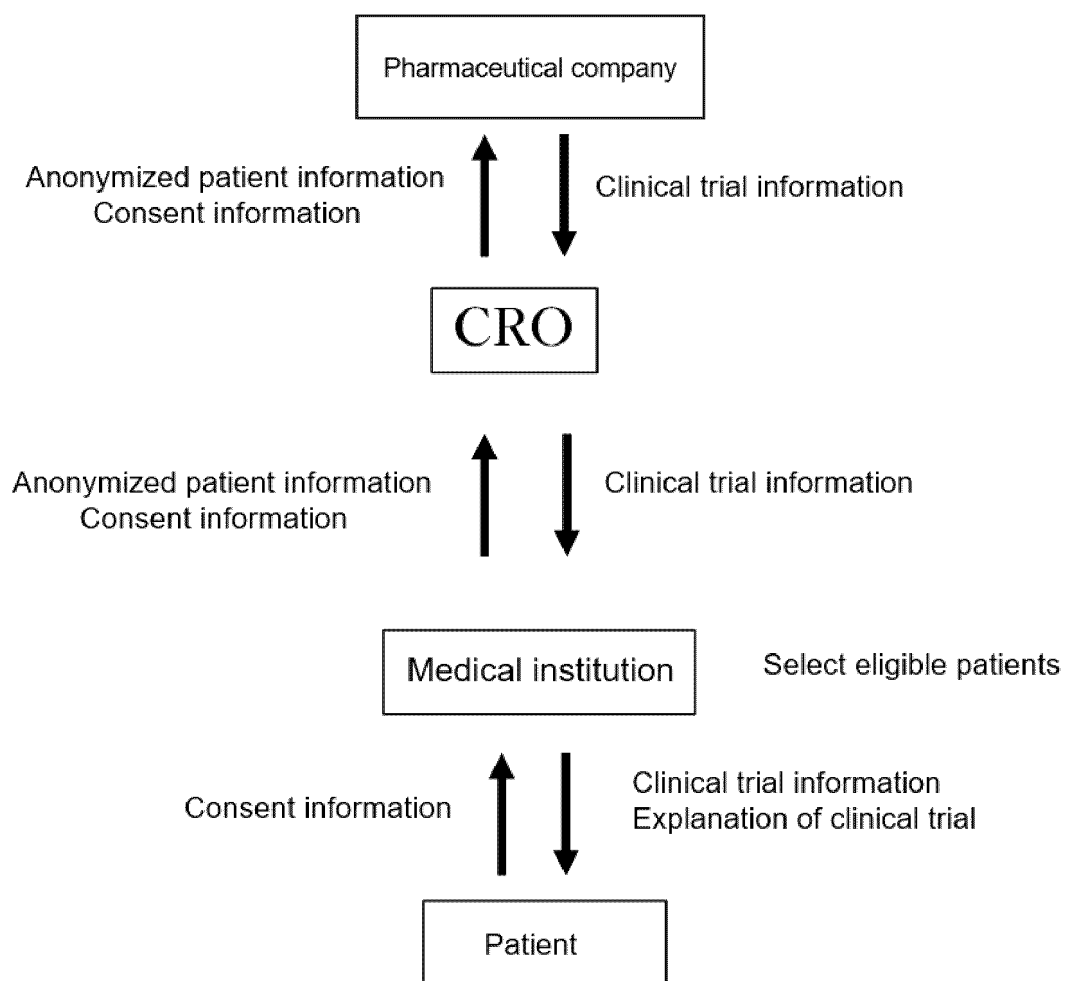 Pharmaceutical company
Anonymized patient information
Consent information
Clinical trial information
CRO
Anonymized patient information
Consent information
Clinical trial information
Medical institution
Select eligible patients
Consent information
Clinical trial information
Explanation of clinical trial
Patient